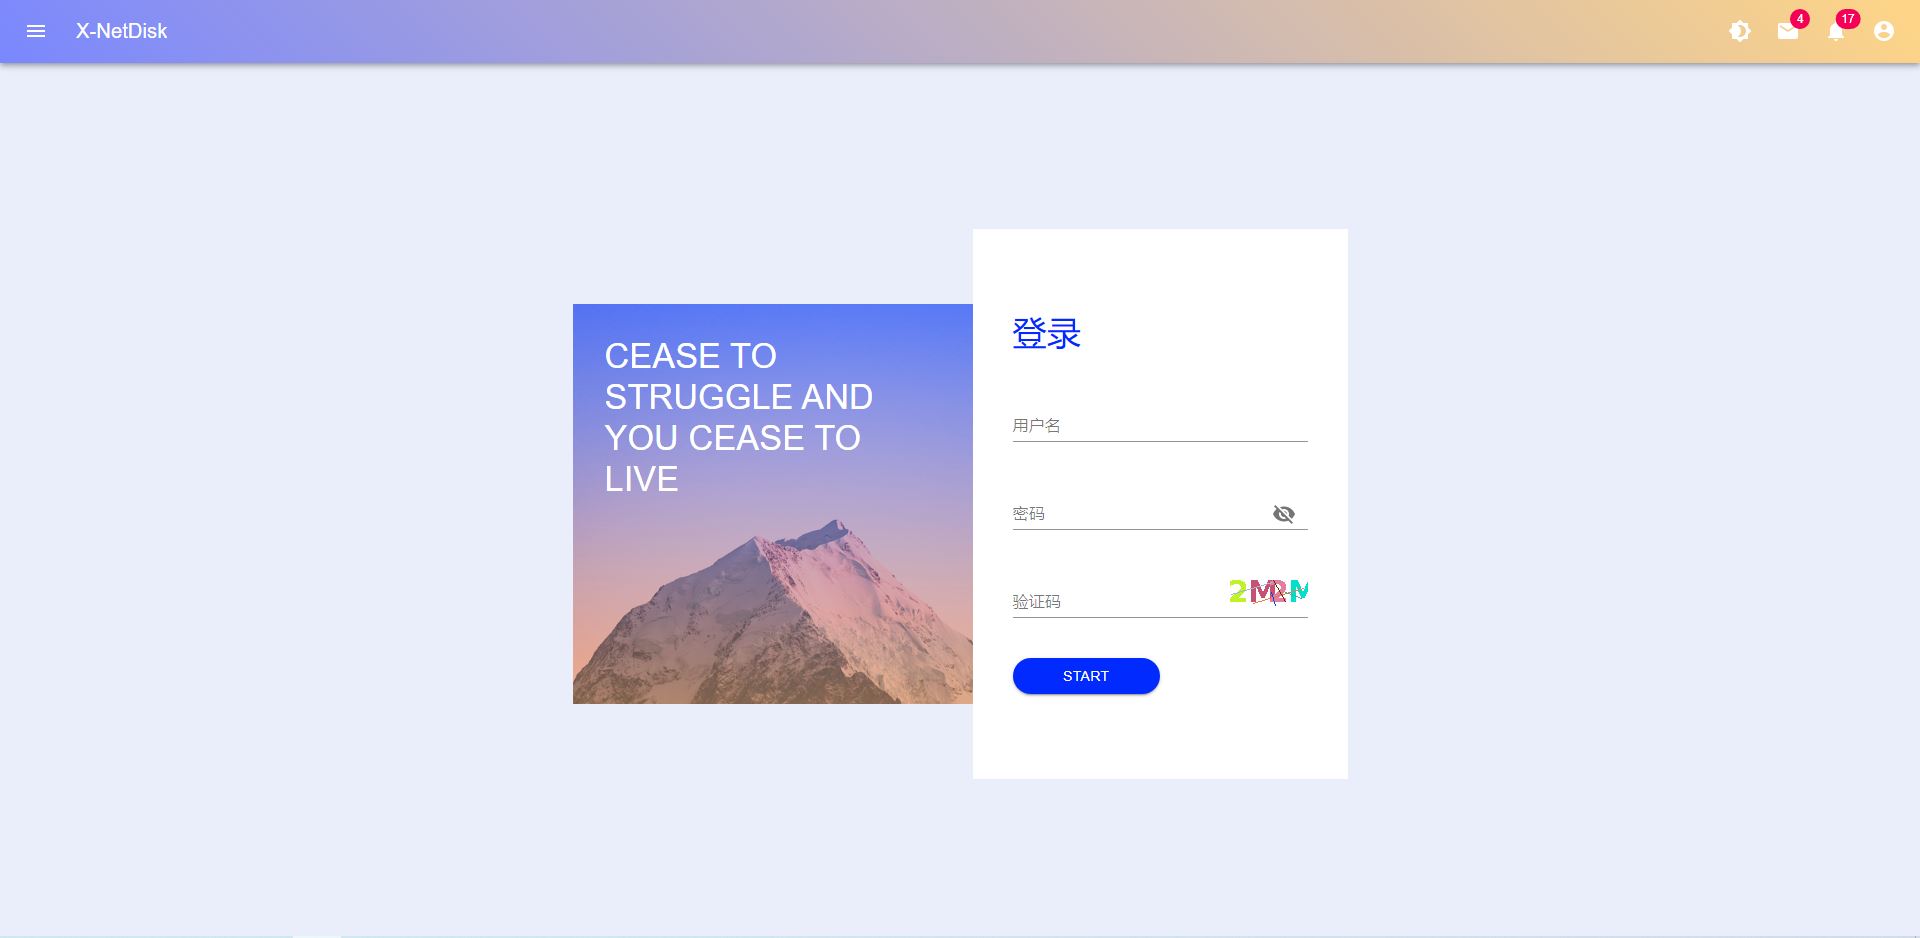 X-NetDisk
4
17
CEASE TO
STRUGGLE AND
YOU CEASE TO
LIVE
登录
用户名
密码
验证码
2M2M
START